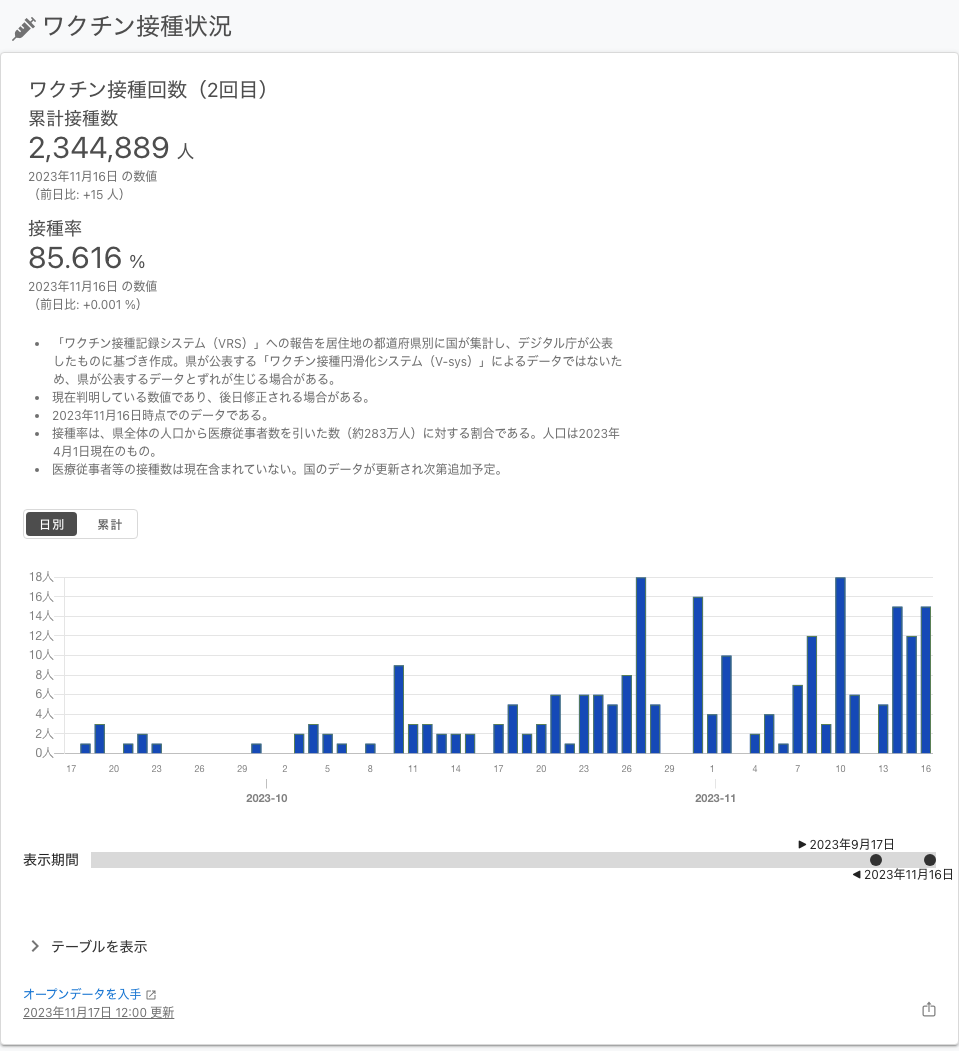 ワクチン接種状況
ワクチン接種回数（2回目）
累計接種数
2,344,889 人
2023年11月16日 の数値
（前日比: +15 人）
接種率
85.616 %
2023年11月16日 の数値
（前日比: +0.001 %）
• 「ワクチン接種記録システム（VRS）」への報告を居住地の都道府県別に国が集計し、デジタル庁が公表
したものに基づき作成。県が公表する「ワクチン接種円滑化システム（V-sys）」によるデータではないた
め、県が公表するデータとずれが生じる場合がある。
• 現在判明している数値であり、後日修正される場合がある。
• 2023年11月16日時点でのデータである。
• 接種率は、県全体の人口から医療従事者数を引いた数（約283万人）に対する割合である。人口は2023年
4月1日現在のもの。
• 医療従事者等の接種数は現在含まれていない。国のデータが更新され次第追加予定。
日別 累計
18人
16人
14人
12人
10人
8人
6人
4人
2人
0人
17 20 23 26 29 2 5 8 11 14 17 20 23 26 29 1 4 7 10 13 16
2023-10 2023-11
▶ 2023年9月17日
表示期間
◀ 2023年11月16日
テーブルを表示
オープンデータを入手
2023年11月17日 12:00 更新